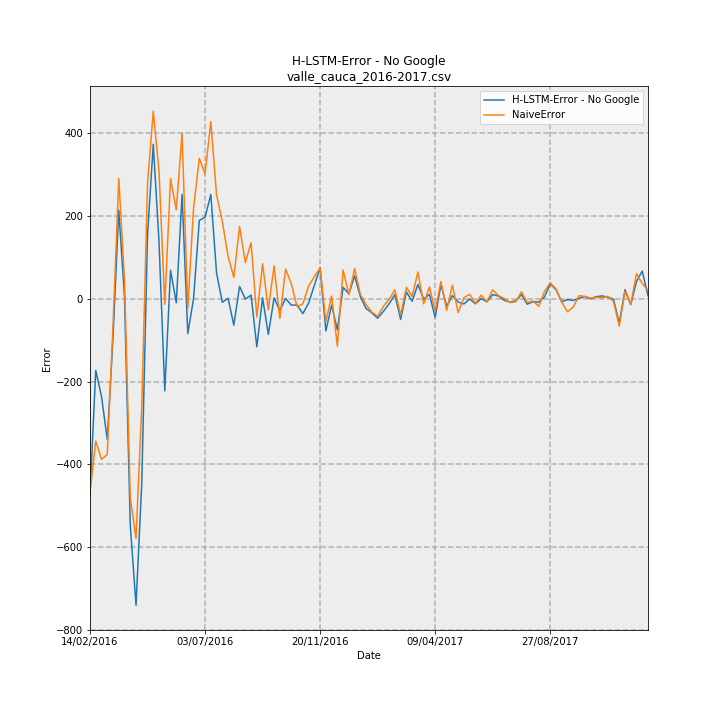 H-LSTM-Error - No Google
valle_cauca_2016-2017.csv
H-LSTM-Error - No Google
NaiveError
400
200
0
−200
−400
−600
−800
Error
14/02/2016 03/07/2016 20/11/2016 09/04/2017 27/08/2017
Date